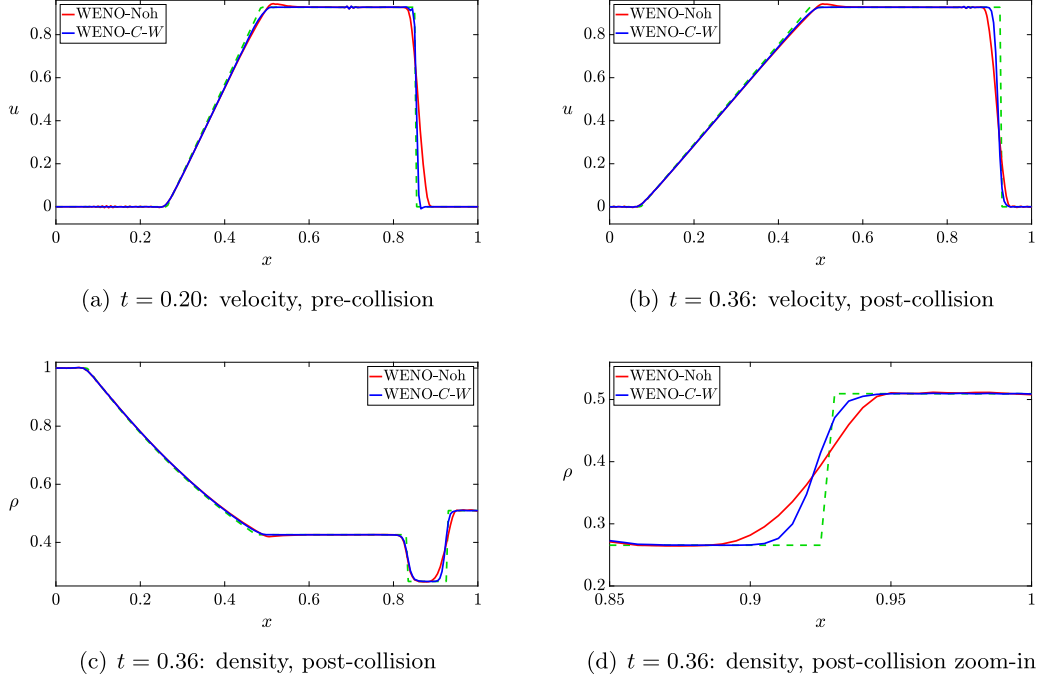 WENO-Noh
WENO-C-W
0.8
0.6
u
0.4
0.2
0
0 0.2 0.4 0.6 0.8 1
x
(a) t = 0.20: velocity, pre-collision
WENO-Noh
WENO-C-W
0.8
0.6
u
0.4
0.2
0
0 0.2 0.4 0.6 0.8 1
x
(b) t = 0.36: velocity, post-collision
1
WENO-Noh
WENO-C-W
0.8
0.6
ρ
0.4
0 0.2 0.4 0.6 0.8 1
x
(c) t = 0.36: density, post-collision
WENO-Noh
WENO-C-W
0.5
0.4
ρ
0.3
0.2
0.85 0.9 0.95 1
x
(d) t = 0.36: density, post-collision zoom-in